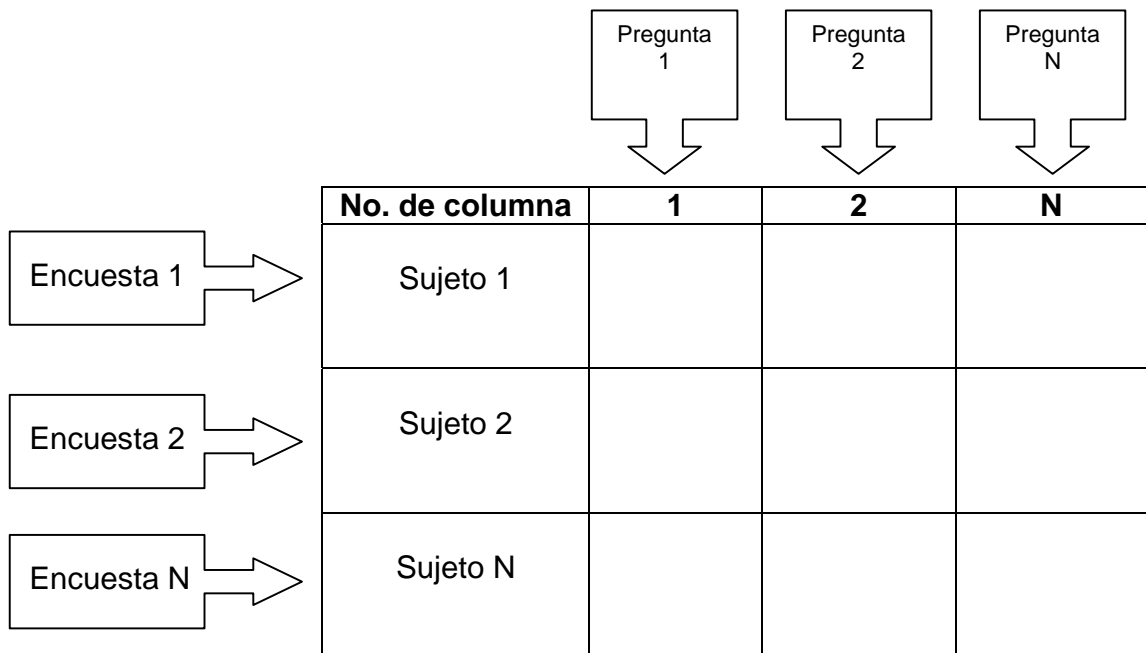 Pregunta
1
Pregunta
2
Pregunta
N
No. de columna 1 2 N
Encuesta 1 Sujeto 1
Encuesta 2 Sujeto 2
Encuesta N Sujeto N